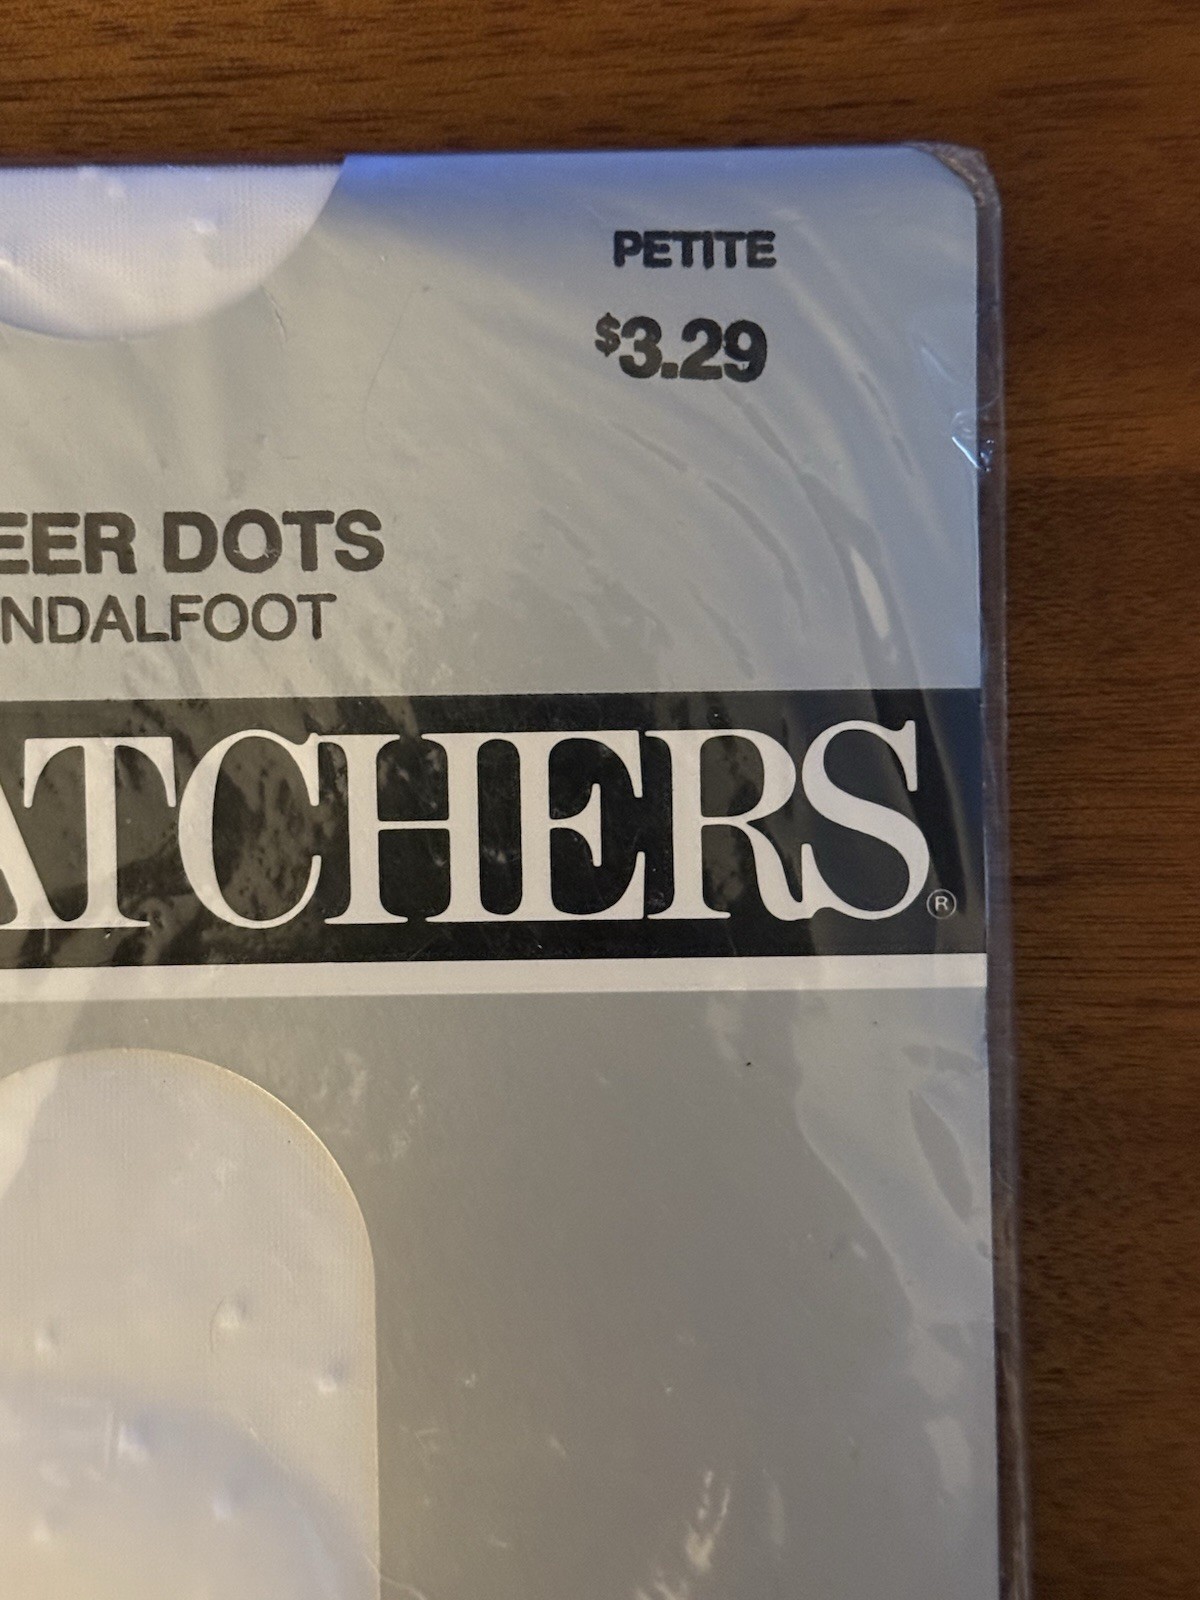 PETITE
$3.29
EER DOTS
NDALFOOT
ATCHERS®